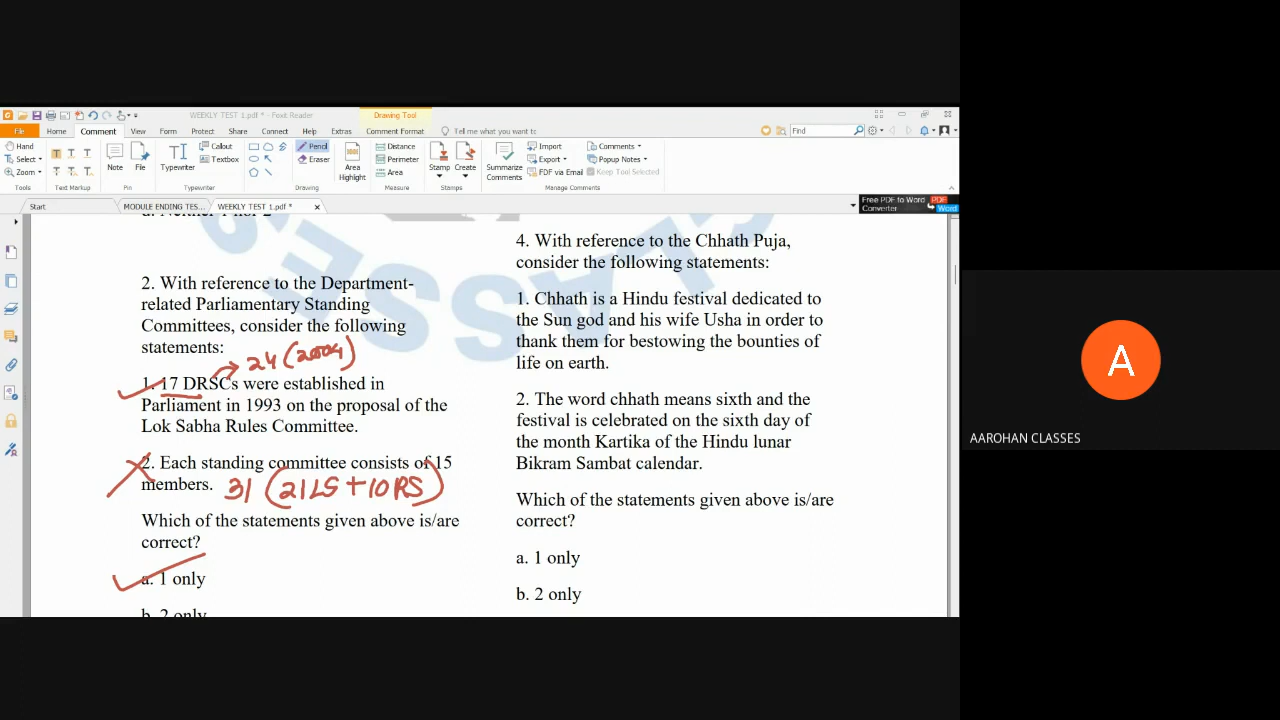 WEEKLY TEST 1.pdf * - Foxit Reader
Drawing Tool
File Home Comment View Form Protect Share Connect Help Extras Comment Format Tell me what you want to
Find
Hand
Select
Zoom
Tools
Text Markup
Note
File
Pin
Typewriter
Callout
Textbox
Typewriter
Pencil
Eraser
Drawing
Area Highlight
Distance
Perimeter
Area
Measure
Stamp
Create
Stamps
Summarize Comments
Import
Export
FDF via Email
Comments
Popup Notes
Keep Tool Selected
Manage Comments
Start
MODULE ENDING TES...
WEEKLY TEST 1.pdf *
Free PDF to Word Converter
PDF
Word
CLASSES
2. With reference to the Department-
related Parliamentary Standing
Committees, consider the following
statements:
24 (2004)
1. 17 DRSCs were established in
Parliament in 1993 on the proposal of the
Lok Sabha Rules Committee.
2. Each standing committee consists of 15
members. 31 (21LS + 10RS)
Which of the statements given above is/are
correct?
a. 1 only
b. 2 only
4. With reference to the Chhath Puja,
consider the following statements:
1. Chhath is a Hindu festival dedicated to
the Sun god and his wife Usha in order to
thank them for bestowing the bounties of
life on earth.
2. The word chhath means sixth and the
festival is celebrated on the sixth day of
the month Kartika of the Hindu lunar
Bikram Sambat calendar.
Which of the statements given above is/are
correct?
a. 1 only
b. 2 only
A
AAROHAN CLASSES